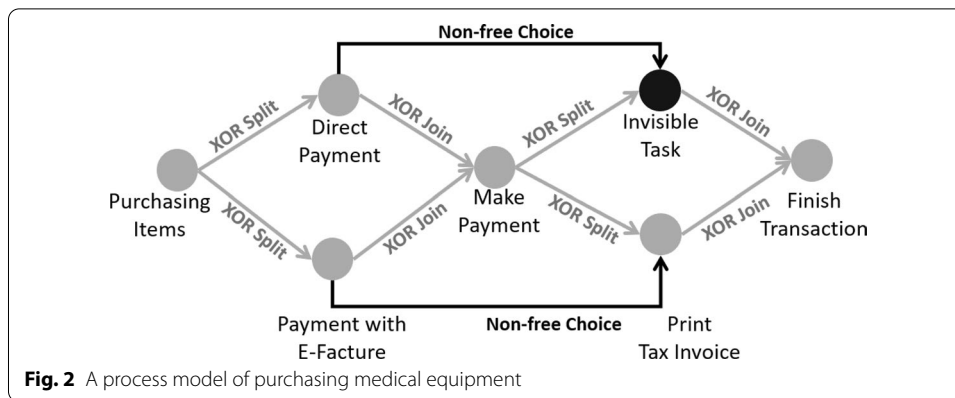 Non-free Choice
XOR Split
Direct
Payment
XOR Join
XOR Split
Invisible
Task
XOR Join
Purchasing
Items
XOR Split
XOR Join
Make
Payment
XOR Split
XOR Join
Finish
Transaction
Payment with
E-Facture
Non-free Choice
Print
Tax Invoice
Fig. 2 A process model of purchasing medical equipment